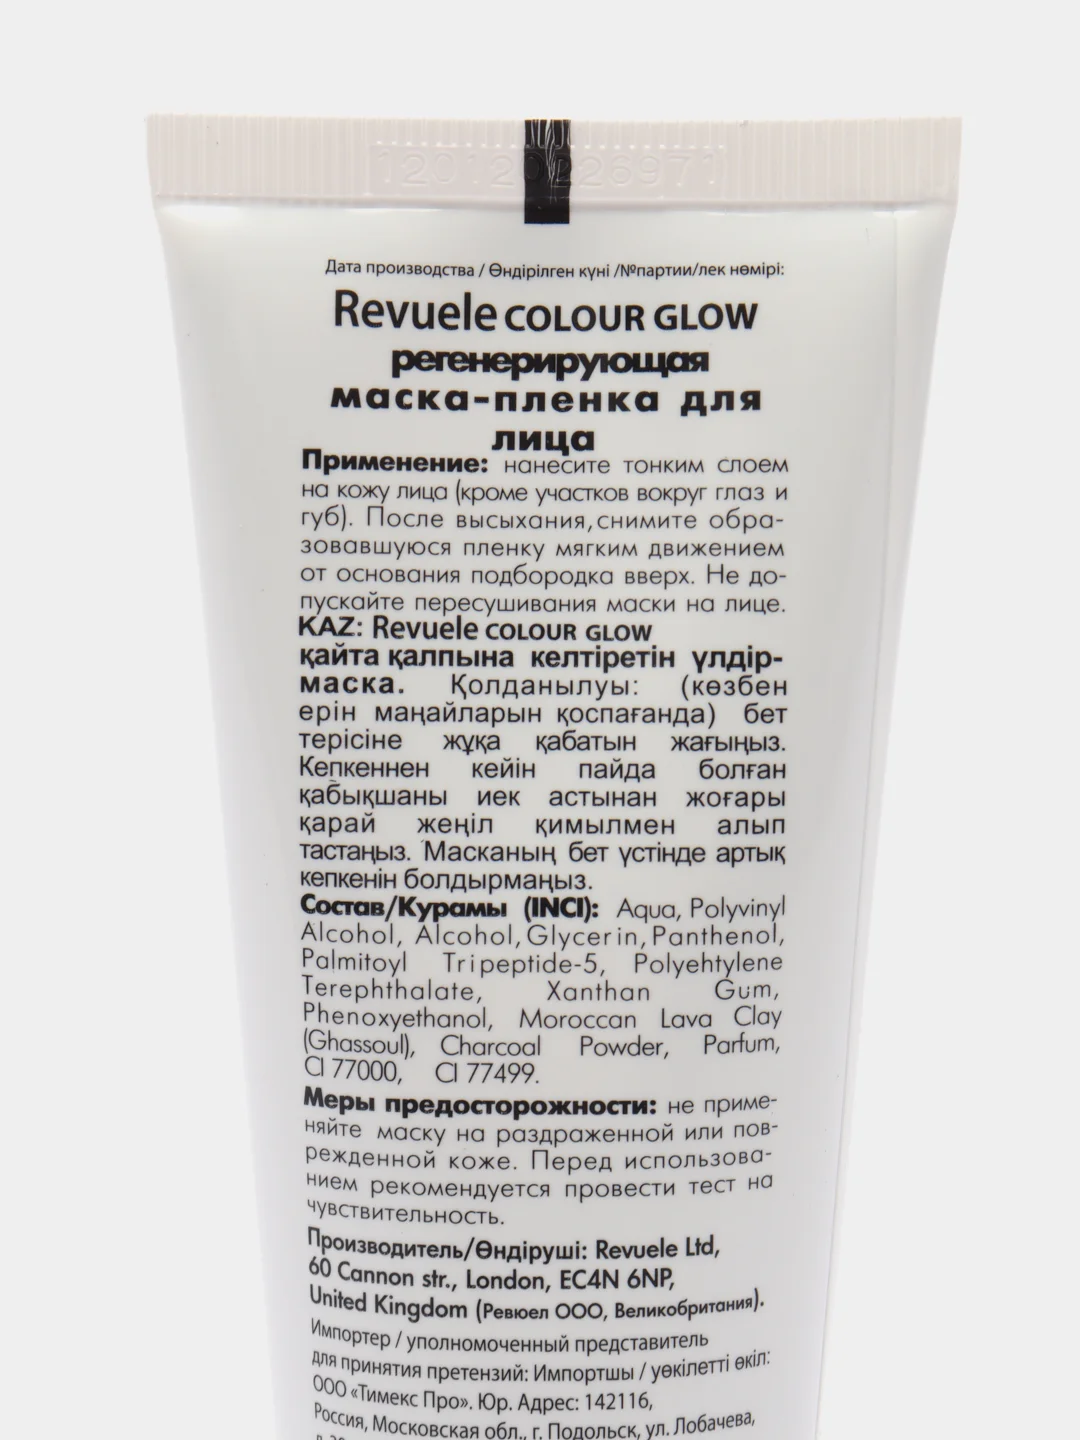 120120226971
Дата производства / Өндірілген күні /№партии/лек нөмірі:
Revuele COLOUR GLOW
регенерирующая
маска-пленка для
лица
Применение: нанесите тонким слоем
на кожу лица (кроме участков вокруг глаз и
губ). После высыхания, снимите обра-
зовавшуюся пленку мягким движением
от основания подбородка вверх. Не до-
пускайте пересушивания маски на лице.
KAZ: Revuele COLOUR GLOW
қайта қалпына келтіретін үлдір-
маска. Қолданылуы: (көзбен
ерін маңайларын қоспағанда) бет
терісіне жұқа қабатын жағыңыз.
Кепкеннен кейін пайда болған
қабықшаны иек астынан жоғары
қарай жеңіл қимылмен алып
тастаңыз. Масканың бет үстінде артық
кепкенін болдырмаңыз.
Состав/Курамы (INCI): Aqua, Polyvinyl
Alcohol, Alcohol, Glycerin, Panthenol,
Palmitoyl Tripeptide-5, Polyehtylene
Terephthalate, Xanthan Gum,
Phenoxyethanol, Moroccan Lava Clay
(Ghassoul), Charcoal Powder, Parfum,
CI 77000, CI 77499.
Меры предосторожности: не приме-
няйте маску на раздраженной или пов-
режденной коже. Перед использова-
нием рекомендуется провести тест на
чувствительность.
Производитель/Өндіруші: Revuele Ltd,
60 Cannon str., London, EC4N 6NP,
United Kingdom (Ревюел ООО, Великобритания).
Импортер / уполномоченный представитель
для принятия претензий: Импортшы / уәкілетті өкіл:
ООО «Тимекс Про». Юр. Адрес: 142116,
Россия, Московская обл., г. Подольск, ул. Лобачева,